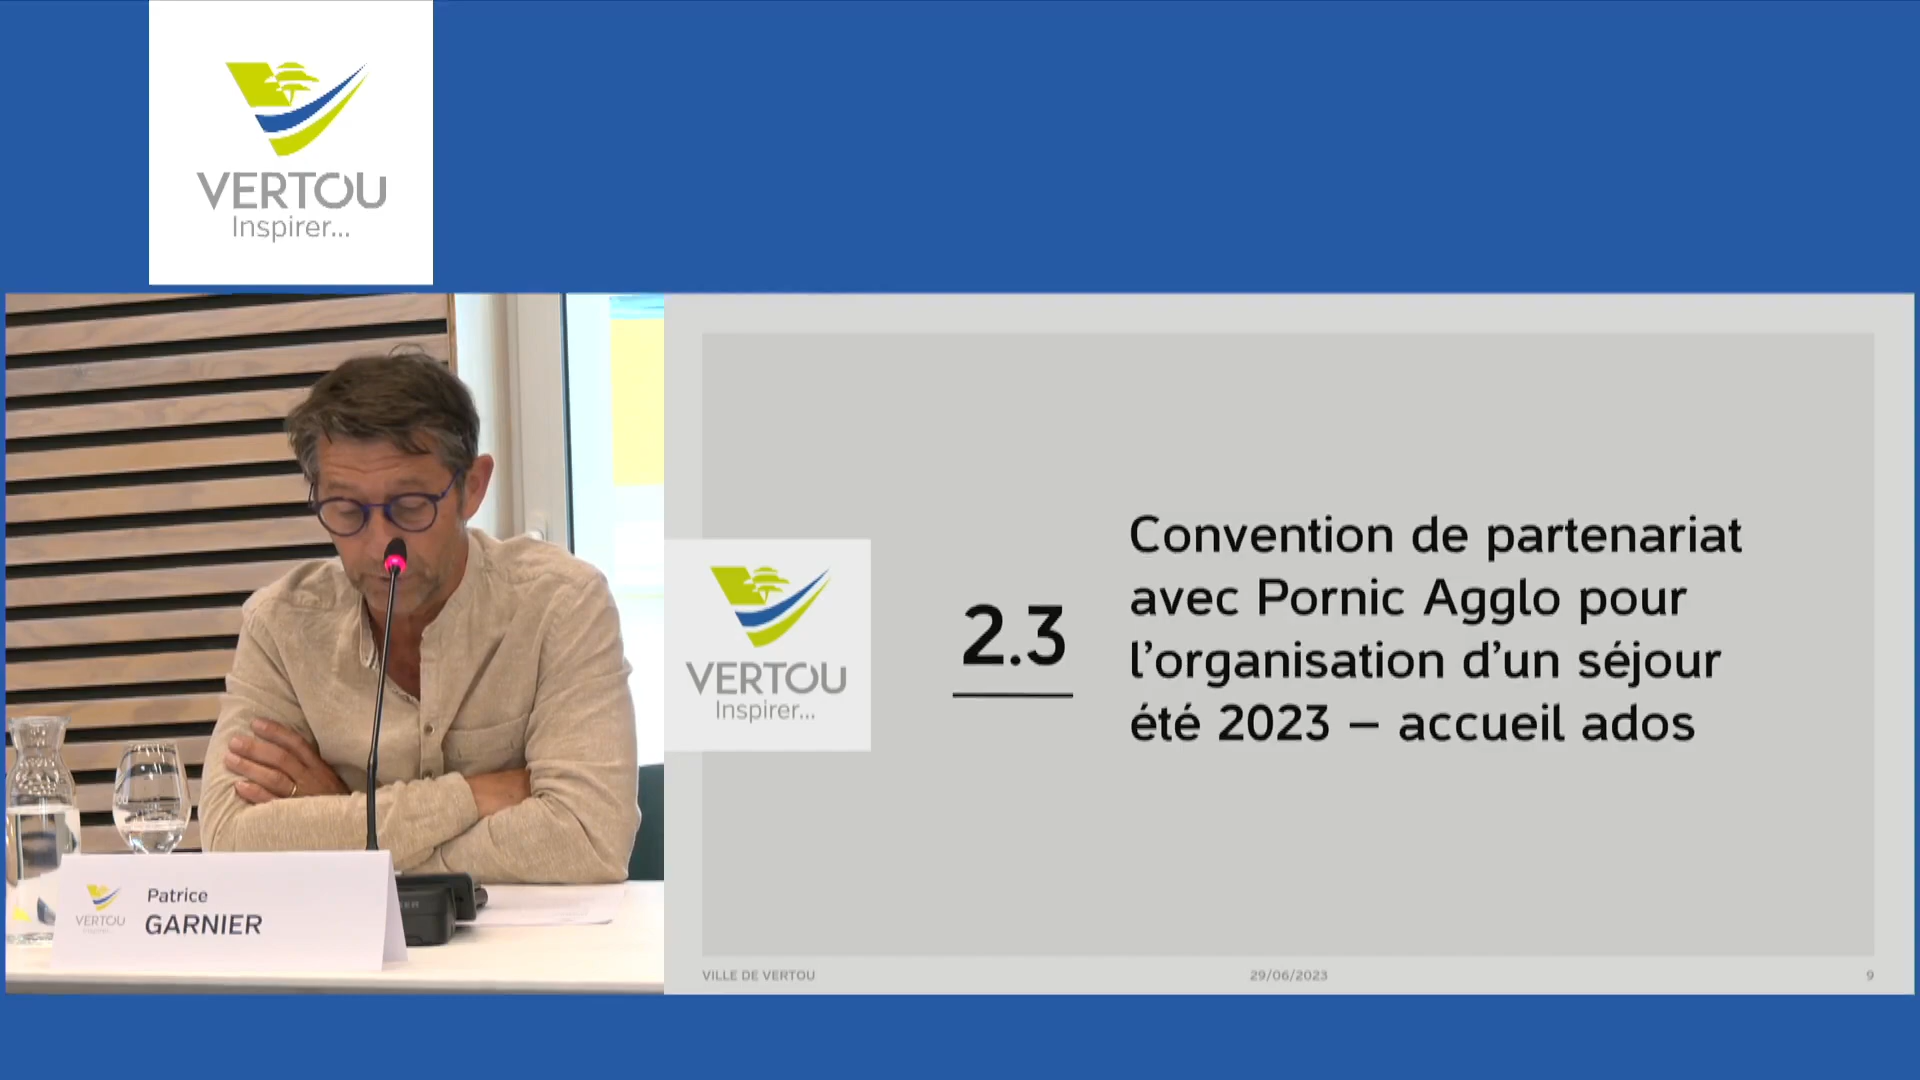 VERTOU
Inspirer...
Convention de partenariat
avec Pornic Agglo pour
l'organisation d'un séjour
été 2023 – accueil ados
2.3
VERTOU
Inspirer...
Patrice
GARNIER
VERTOU
VILLE DE VERTOU
29/06/2023
9